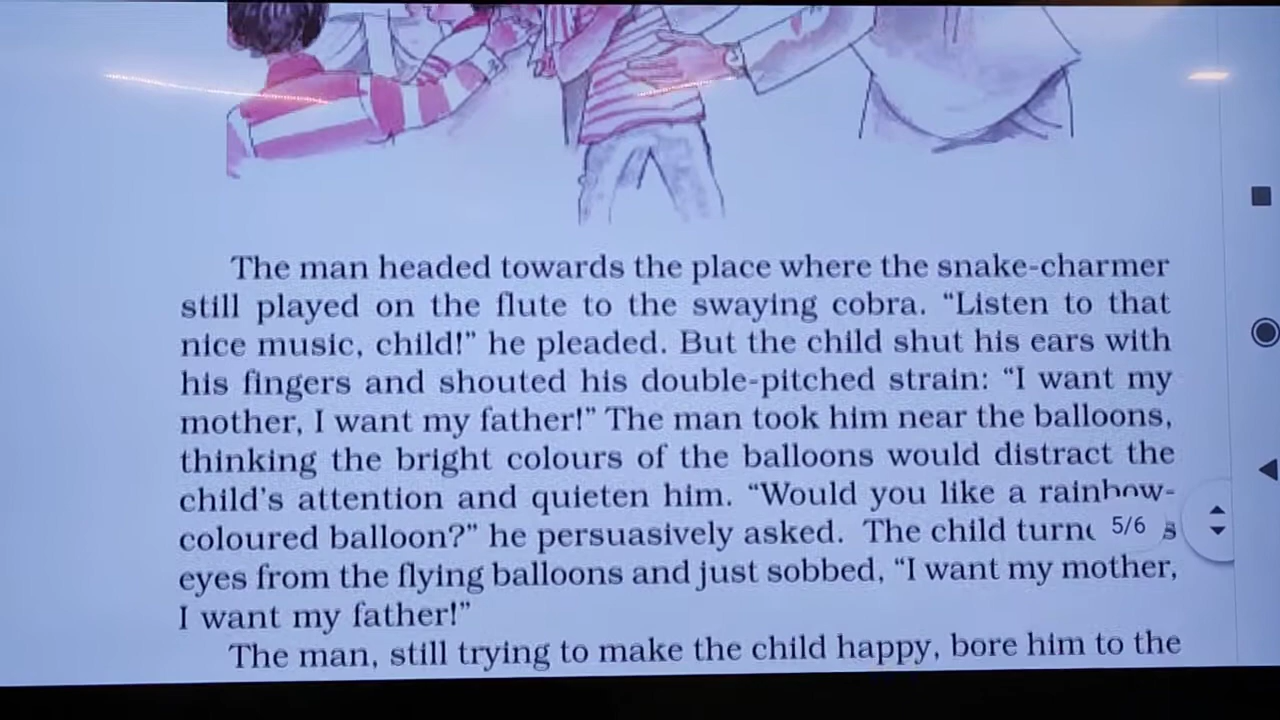 The man headed towards the place where the snake-charmer
still played on the flute to the swaying cobra. “Listen to that
nice music, child!” he pleaded. But the child shut his ears with
his fingers and shouted his double-pitched strain: “I want my
mother, I want my father!” The man took him near the balloons,
thinking the bright colours of the balloons would distract the
child’s attention and quieten him. “Would you like a rainbow-
coloured balloon?” he persuasively asked. The child
5/6
eyes from the flying balloons and just sobbed, “I want my mother,
I want my father!”
The man, still trying to make the child happy, bore him to the